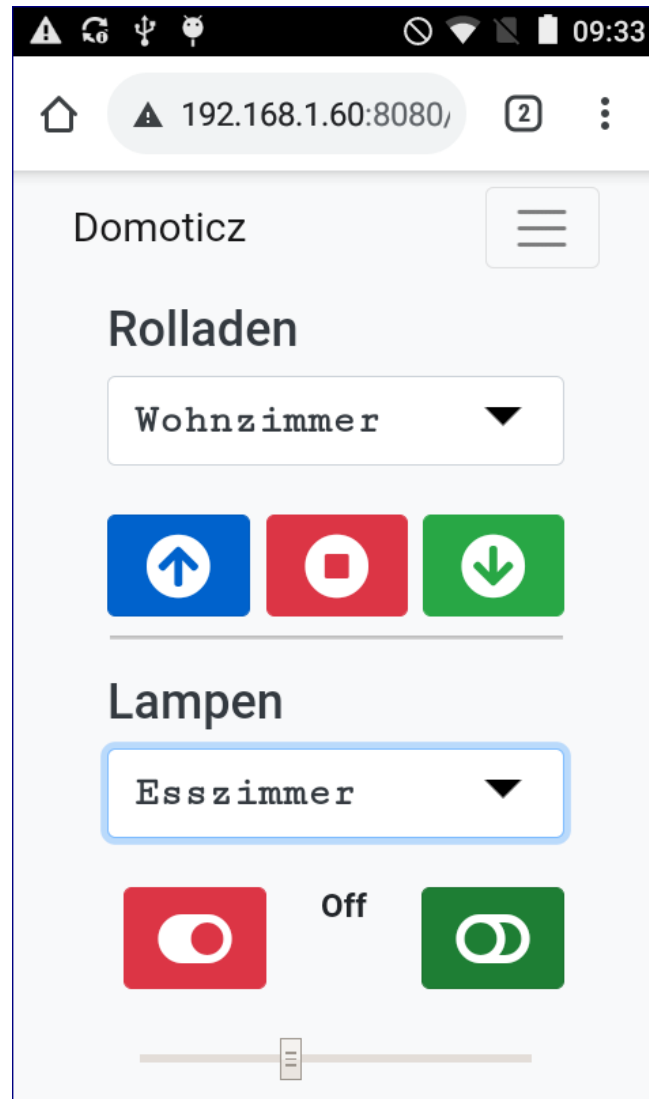 09:33
192.168.1.60:8080/
2
Domoticz
Rolladen
Wohnzimmer
Lampen
Esszimmer
Off